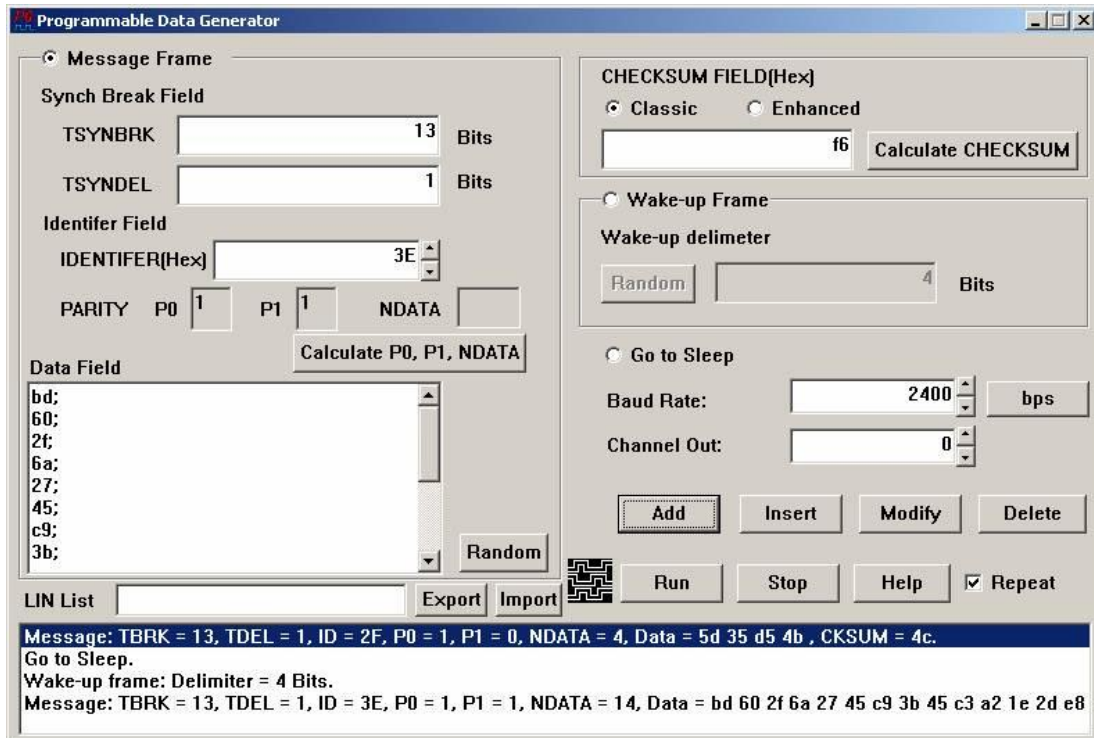 Programmable Data Generator
Message Frame
Synch Break Field
TSYNBRK 13 Bits
TSYNDEL 1 Bits
Identifer Field
IDENTIFER(Hex) 3E
PARITY P0 1 P1 1 NDATA
Calculate P0, P1, NDATA
Data Field
bd;
60;
2f;
6a;
27;
45;
c9;
3b;
Random
CHECKSUM FIELD(Hex)
Classic Enhanced
f6 Calculate CHECKSUM
Wake-up Frame
Wake-up delimeter
Random 4 Bits
Go to Sleep
Baud Rate: 2400 bps
Channel Out: 0
Add Insert Modify Delete
Run Stop Help Repeat
LIN List Export Import
Message: TBRK = 13, TDEL = 1, ID = 2F, P0 = 1, P1 = 0, NDATA = 4, Data = 5d 35 d5 4b , CKSUM = 4c.
Go to Sleep.
Wake-up frame: Delimiter = 4 Bits.
Message: TBRK = 13, TDEL = 1, ID = 3E, P0 = 1, P1 = 1, NDATA = 14, Data = bd 60 2f 6a 27 45 c9 3b 45 c3 a2 1e 2d e8